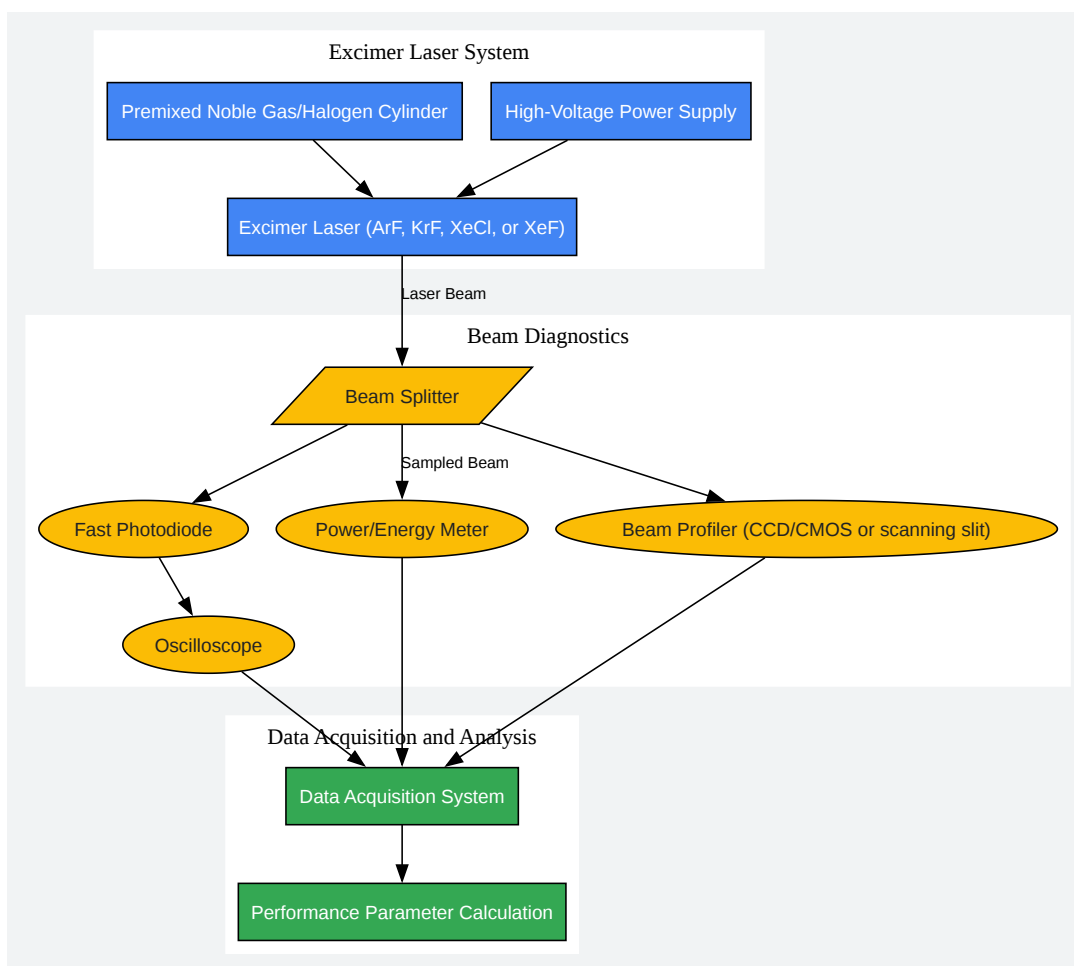 Excimer Laser System
Premixed Noble Gas/Halogen Cylinder
High-Voltage Power Supply
Excimer Laser (ArF, KrF, XeCl, or XeF)
Laser Beam
Beam Diagnostics
Beam Splitter
Sampled Beam
Fast Photodiode
Power/Energy Meter
Beam Profiler (CCD/CMOS or scanning slit)
Oscilloscope
Data Acquisition and Analysis
Data Acquisition System
Performance Parameter Calculation